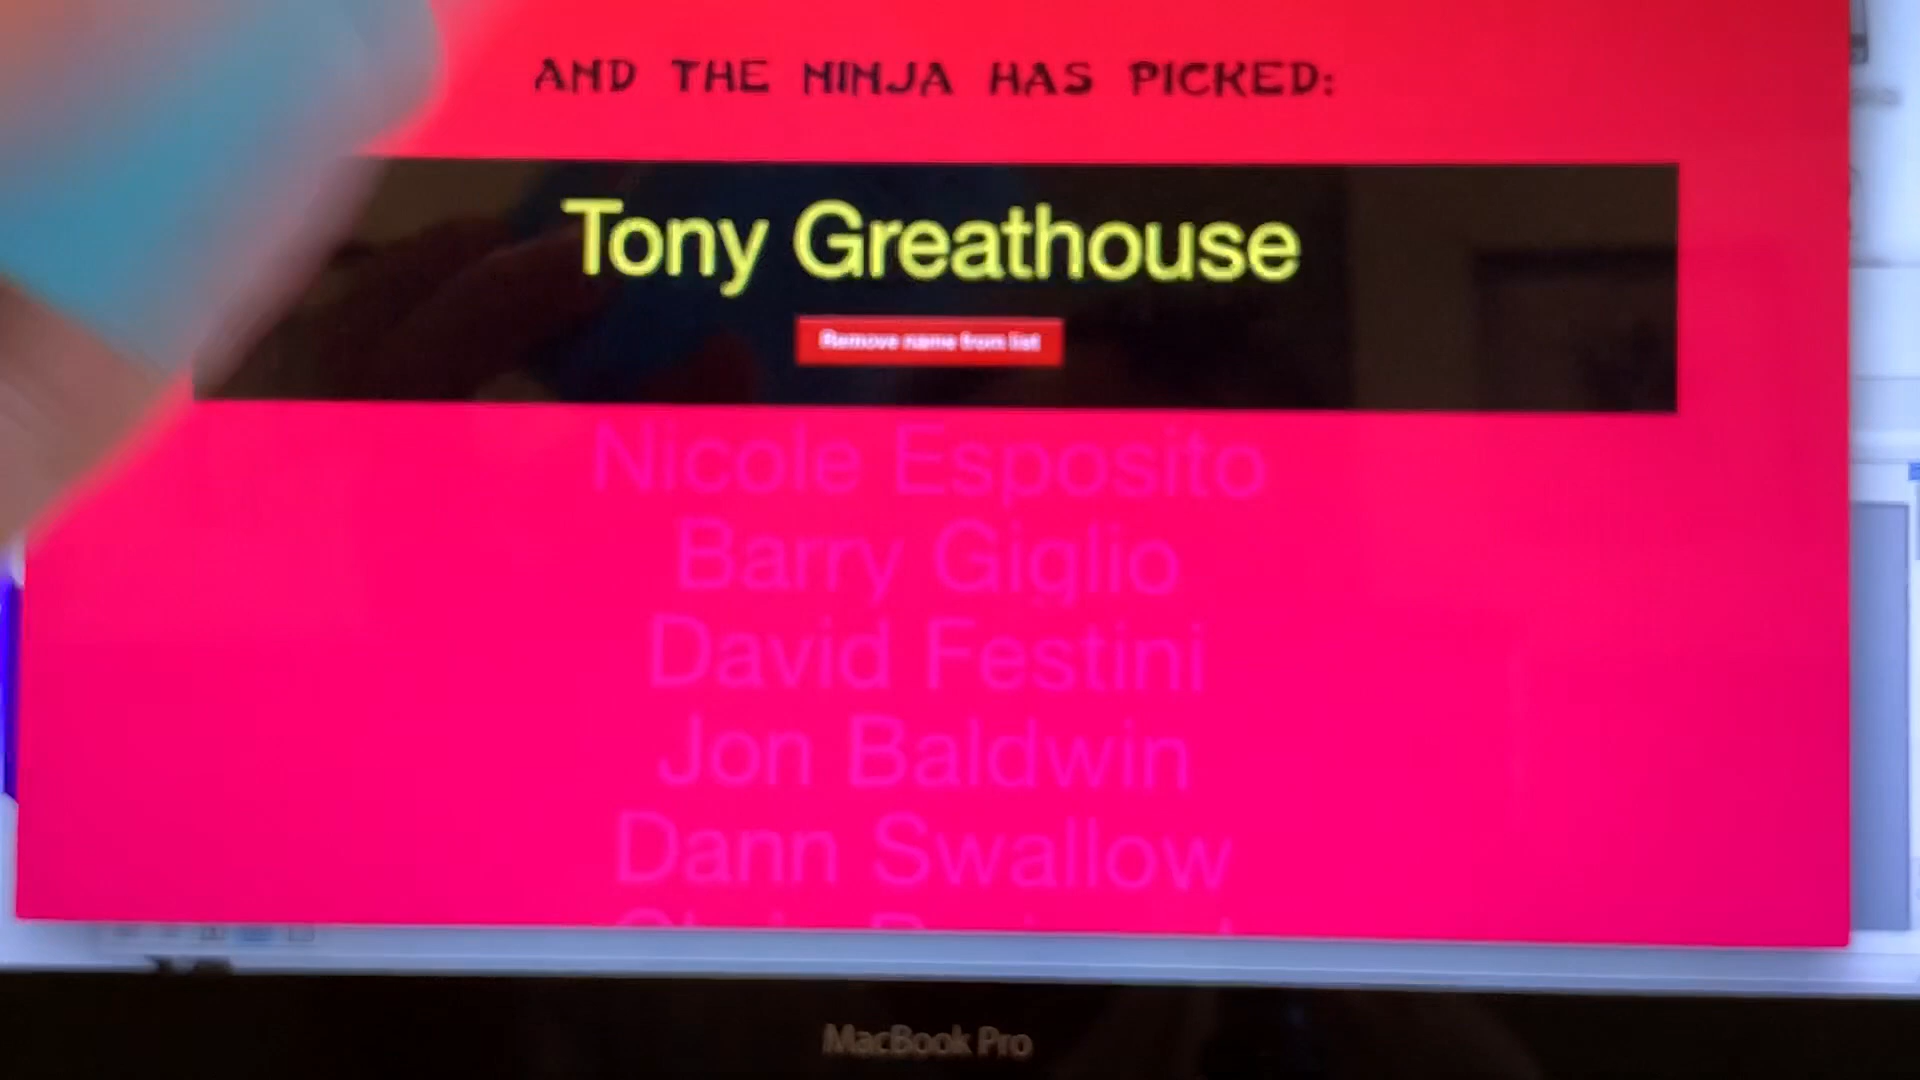 AND THE NINJA HAS PICKED:
Tony Greathouse
Remove name from list
Nicole Esposito
Barry Giglio
David Festini
Jon Baldwin
Dann Swallow
MacBook Pro